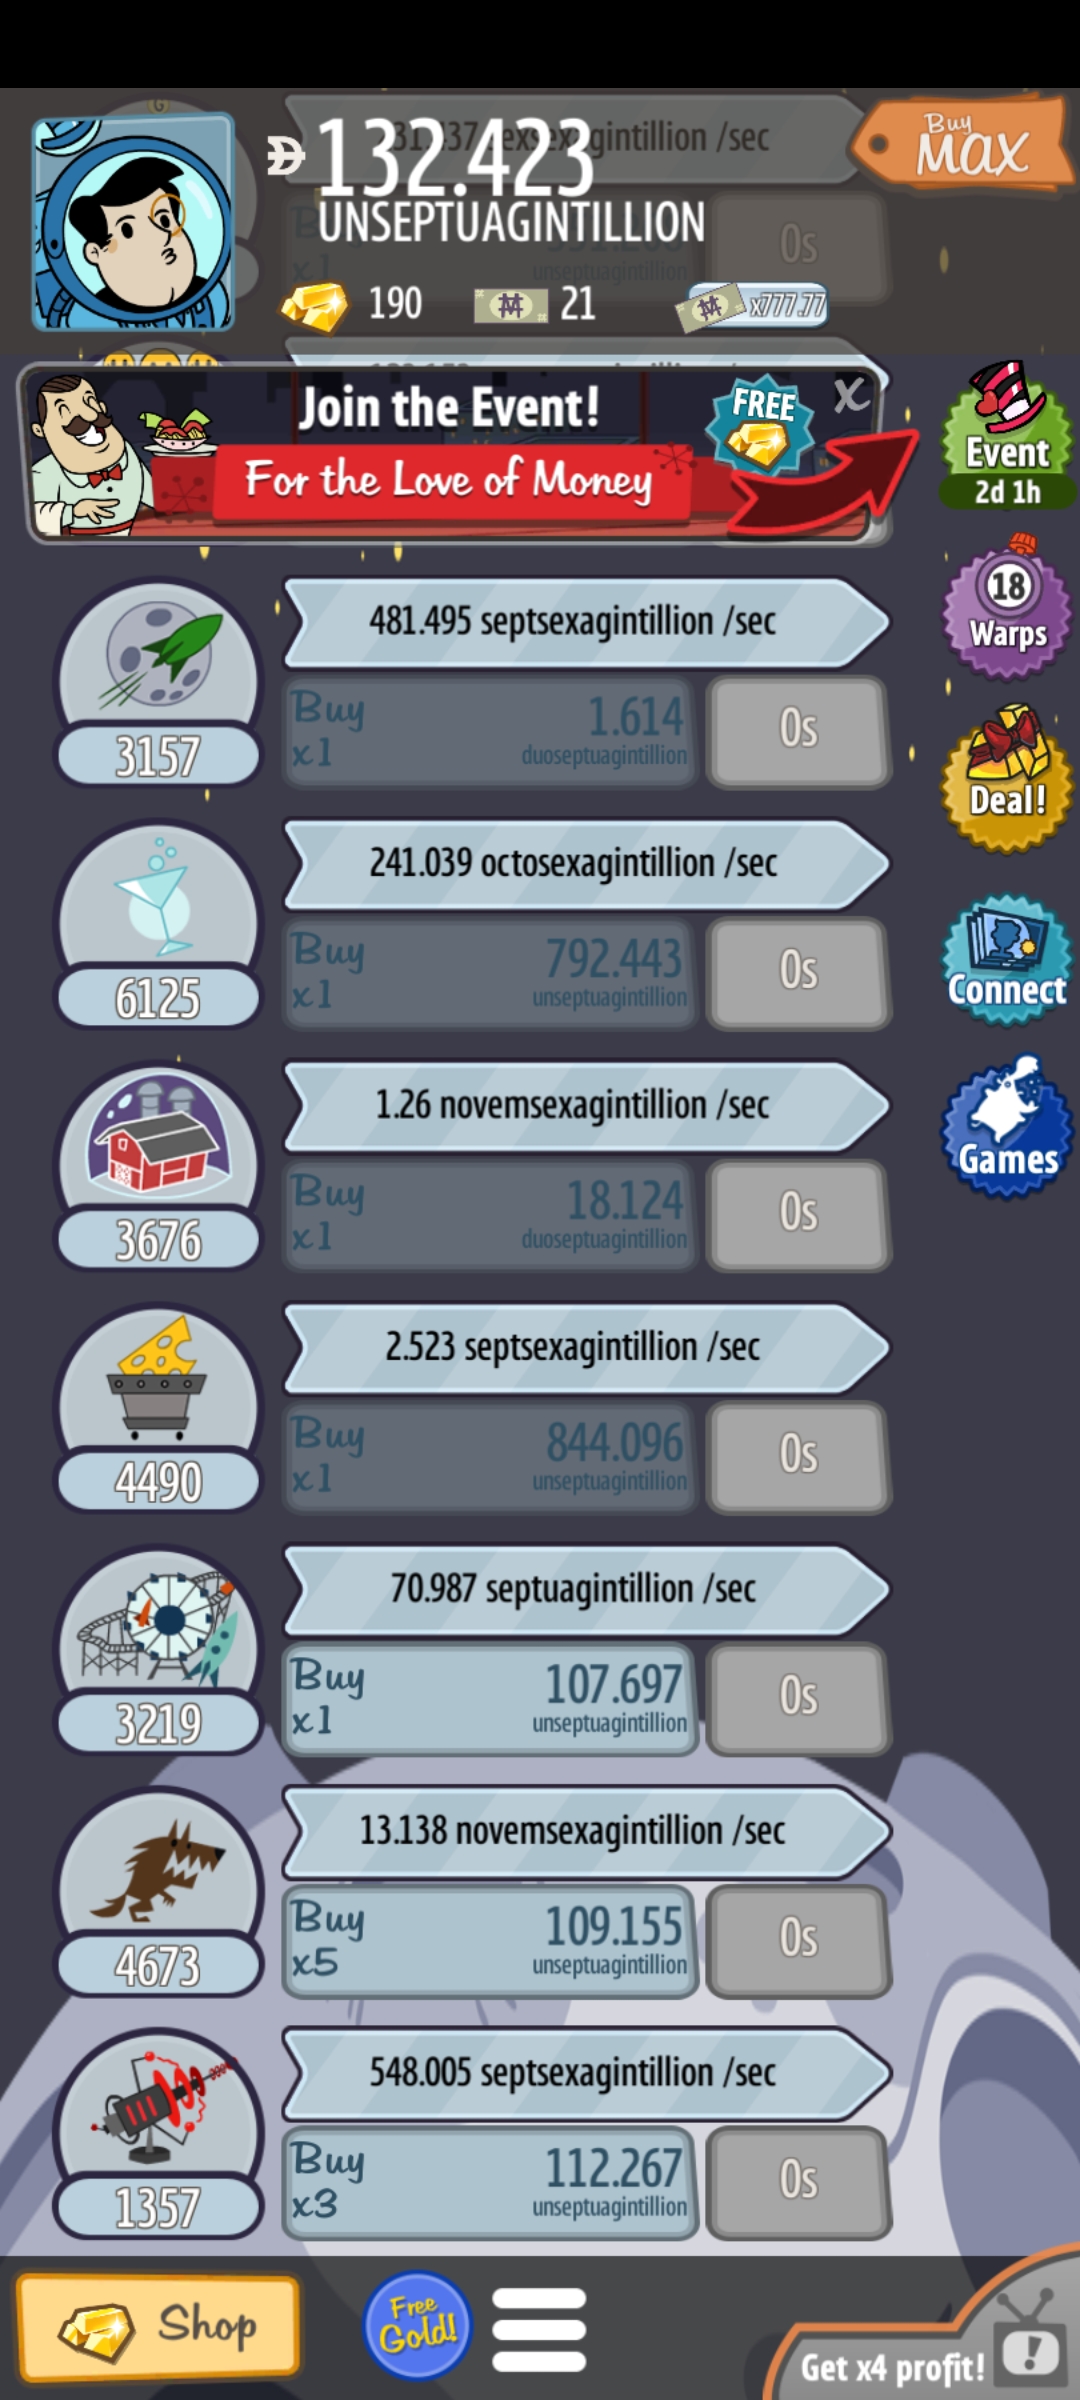 132.423
UNSEPTUAGINTILLION
Buy
MAX
0s
unseptuagintillion
190
21
x777.77
Join the Event!
For the Love of Money
FREE
X
Event
2d 1h
18
Warps
Deal!
Connect
Games
481.495 septsexagintillion /sec
Buy
x1
1.614
duoseptuagintillion
0s
3157
241.039 octosexagintillion /sec
Buy
x1
792.443
unseptuagintillion
0s
6125
1.26 novemsexagintillion /sec
Buy
x1
18.124
duoseptuagintillion
0s
3676
2.523 septsexagintillion /sec
Buy
x1
844.096
unseptuagintillion
0s
4490
70.987 septuagintillion /sec
Buy
x1
107.697
unseptuagintillion
0s
3219
13.138 novemsexagintillion /sec
Buy
x5
109.155
unseptuagintillion
0s
4673
548.005 septsexagintillion /sec
Buy
x3
112.267
unseptuagintillion
0s
1357
Shop
Free
Gold!
Get x4 profit!